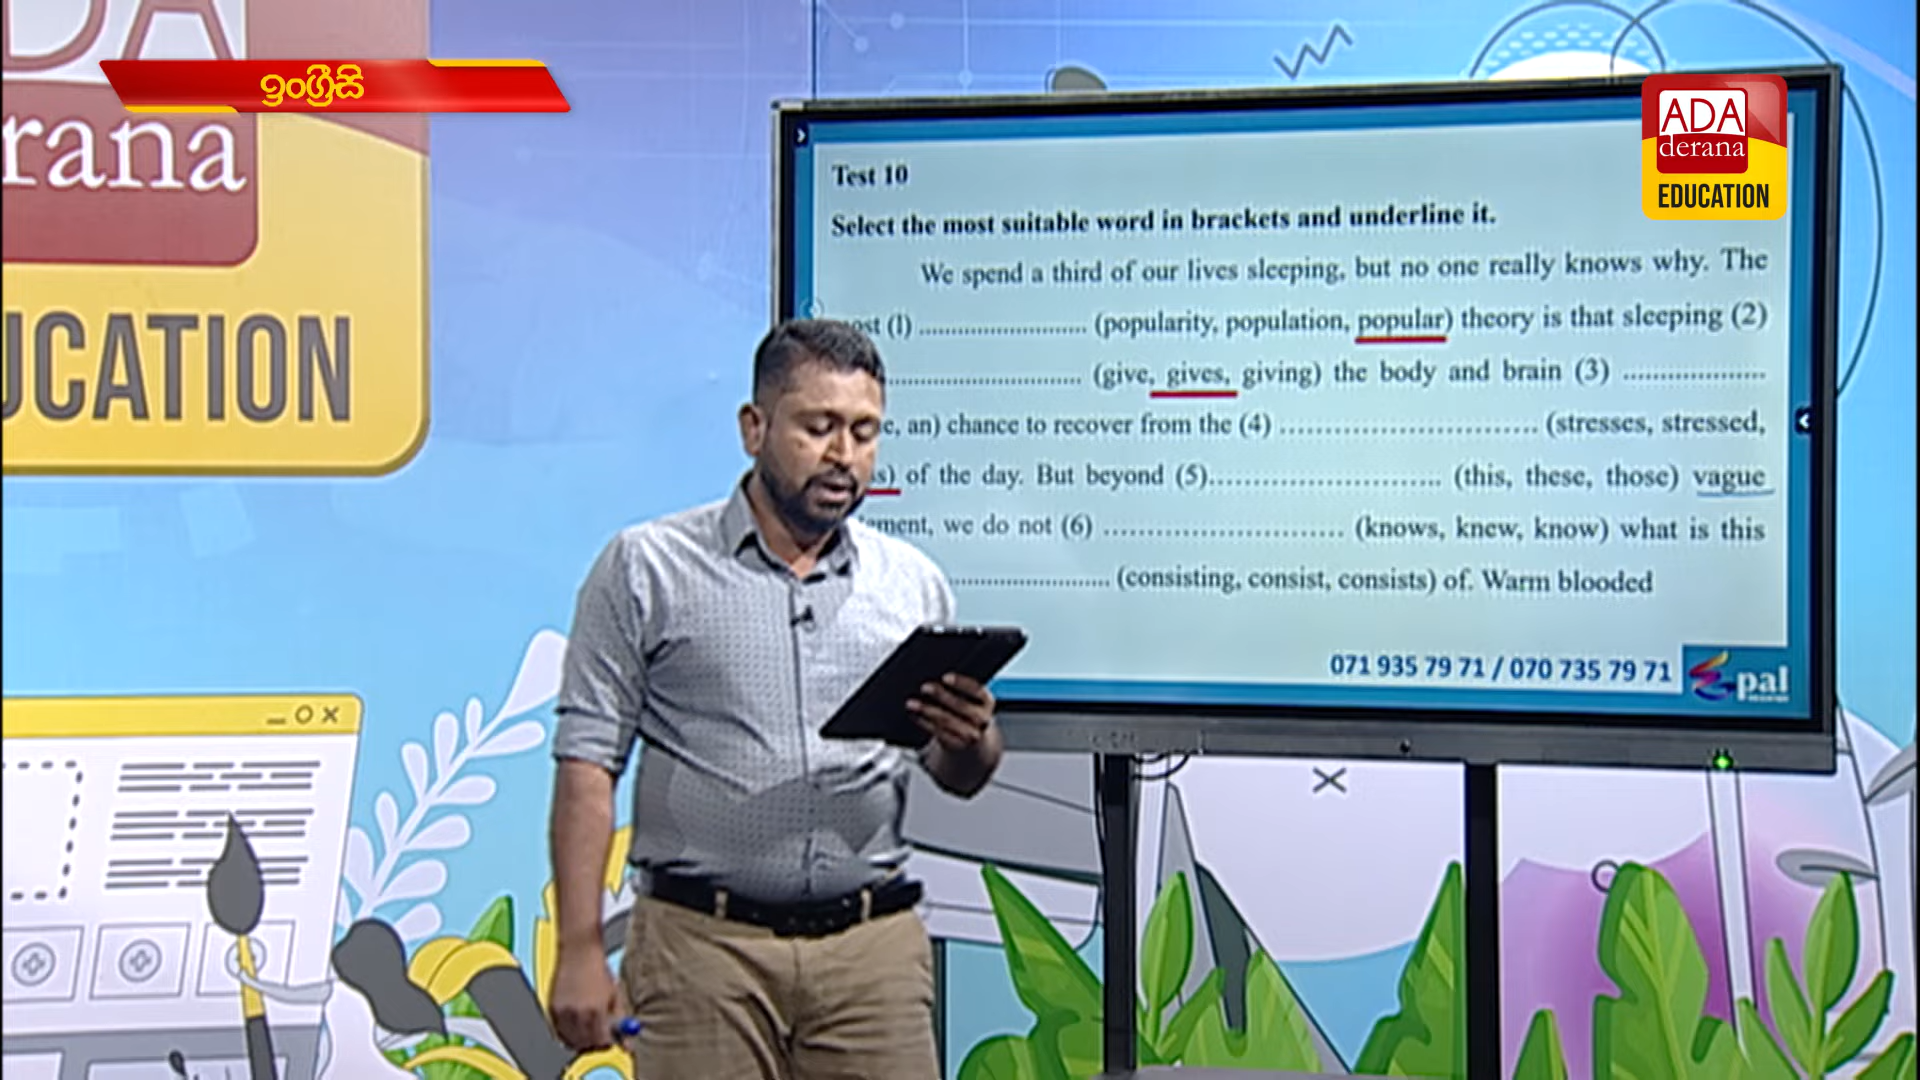 DA
ඉංග්‍රීසි
rana
UCATION
ADA
derana
EDUCATION
Test 10
Select the most suitable word in brackets and underline it.
We spend a third of our lives sleeping, but no one really knows why. The
ost (1) ........................ (popularity, population, popular) theory is that sleeping (2)
............................ (give, gives, giving) the body and brain (3) ..................
e, an) chance to recover from the (4) ............................ (stresses, stressed,
s) of the day. But beyond (5)......................... (this, these, those) vague
ement, we do not (6) .......................... (knows, knew, know) what is this
...................... (consisting, consist, consists) of. Warm blooded
071 935 79 71 / 070 735 79 71
pal